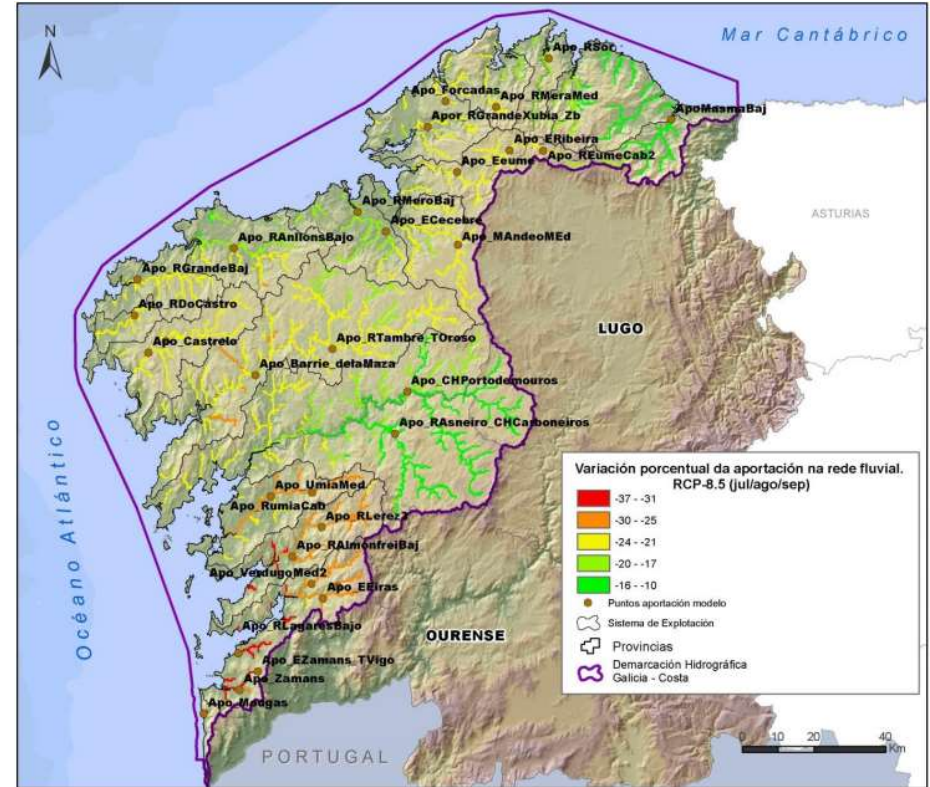 N
Mar Cantábrico
Apo_RSor
Apo_Forcadas
Apo_RMeraMed
ApoMasmaBaj
Apor_RGrandeXubia_Zb
Apo_ERibeira
Apo_REumeCab2
Apo_Eeume
Apo_RMeroBaj
Apo_ECecebre
ASTURIAS
Apo_RAnllonsBajo
Apo_MAndeoMEd
Apo_RGrandeBaj
Apo_RDoCastro
LUGO
Apo_Castrelo
Apo_RTambre_TOroso
Apo_Barrie_delaMaza
Apo_CHPortodemouros
Apo_RAsneiro_CHCarboneiros
Océano Atlántico
Apo_UmiaMed
Apo_RumiaCab
Apo_RLerez3
Apo_RAlmonfreiBaj
Apo_VerdugoMed2
Apo_EEiras
Apo_RLagaresBajo
OURENSE
Apo_EZamans_TVigo
Apo_Zamans
Apo_Mougas
PORTUGAL
Variación porcentual da aportación na rede fluvial.
RCP-8.5 (jul/ago/sep)
-37 - -31
-30 - -25
-24 - -21
-20 - -17
-16 - -10
Puntos aportación modelo
Sistema de Explotación
Provincias
Demarcación Hidrográfica
Galicia - Costa
0 10 20 40
Km